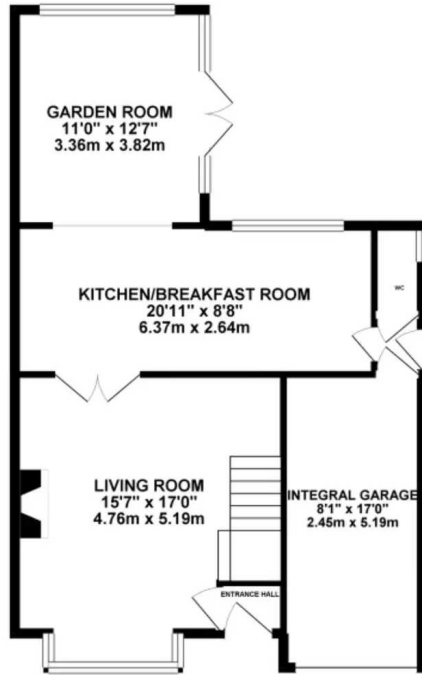 GARDEN ROOM
11'0" x 12'7"
3.36m x 3.82m
KITCHEN/BREAKFAST ROOM
20'11" x 8'8"
6.37m x 2.64m
WC
LIVING ROOM
15'7" x 17'0"
4.76m x 5.19m
INTEGRAL GARAGE
8'1" x 17'0"
2.45m x 5.19m
ENTRANCE HALL